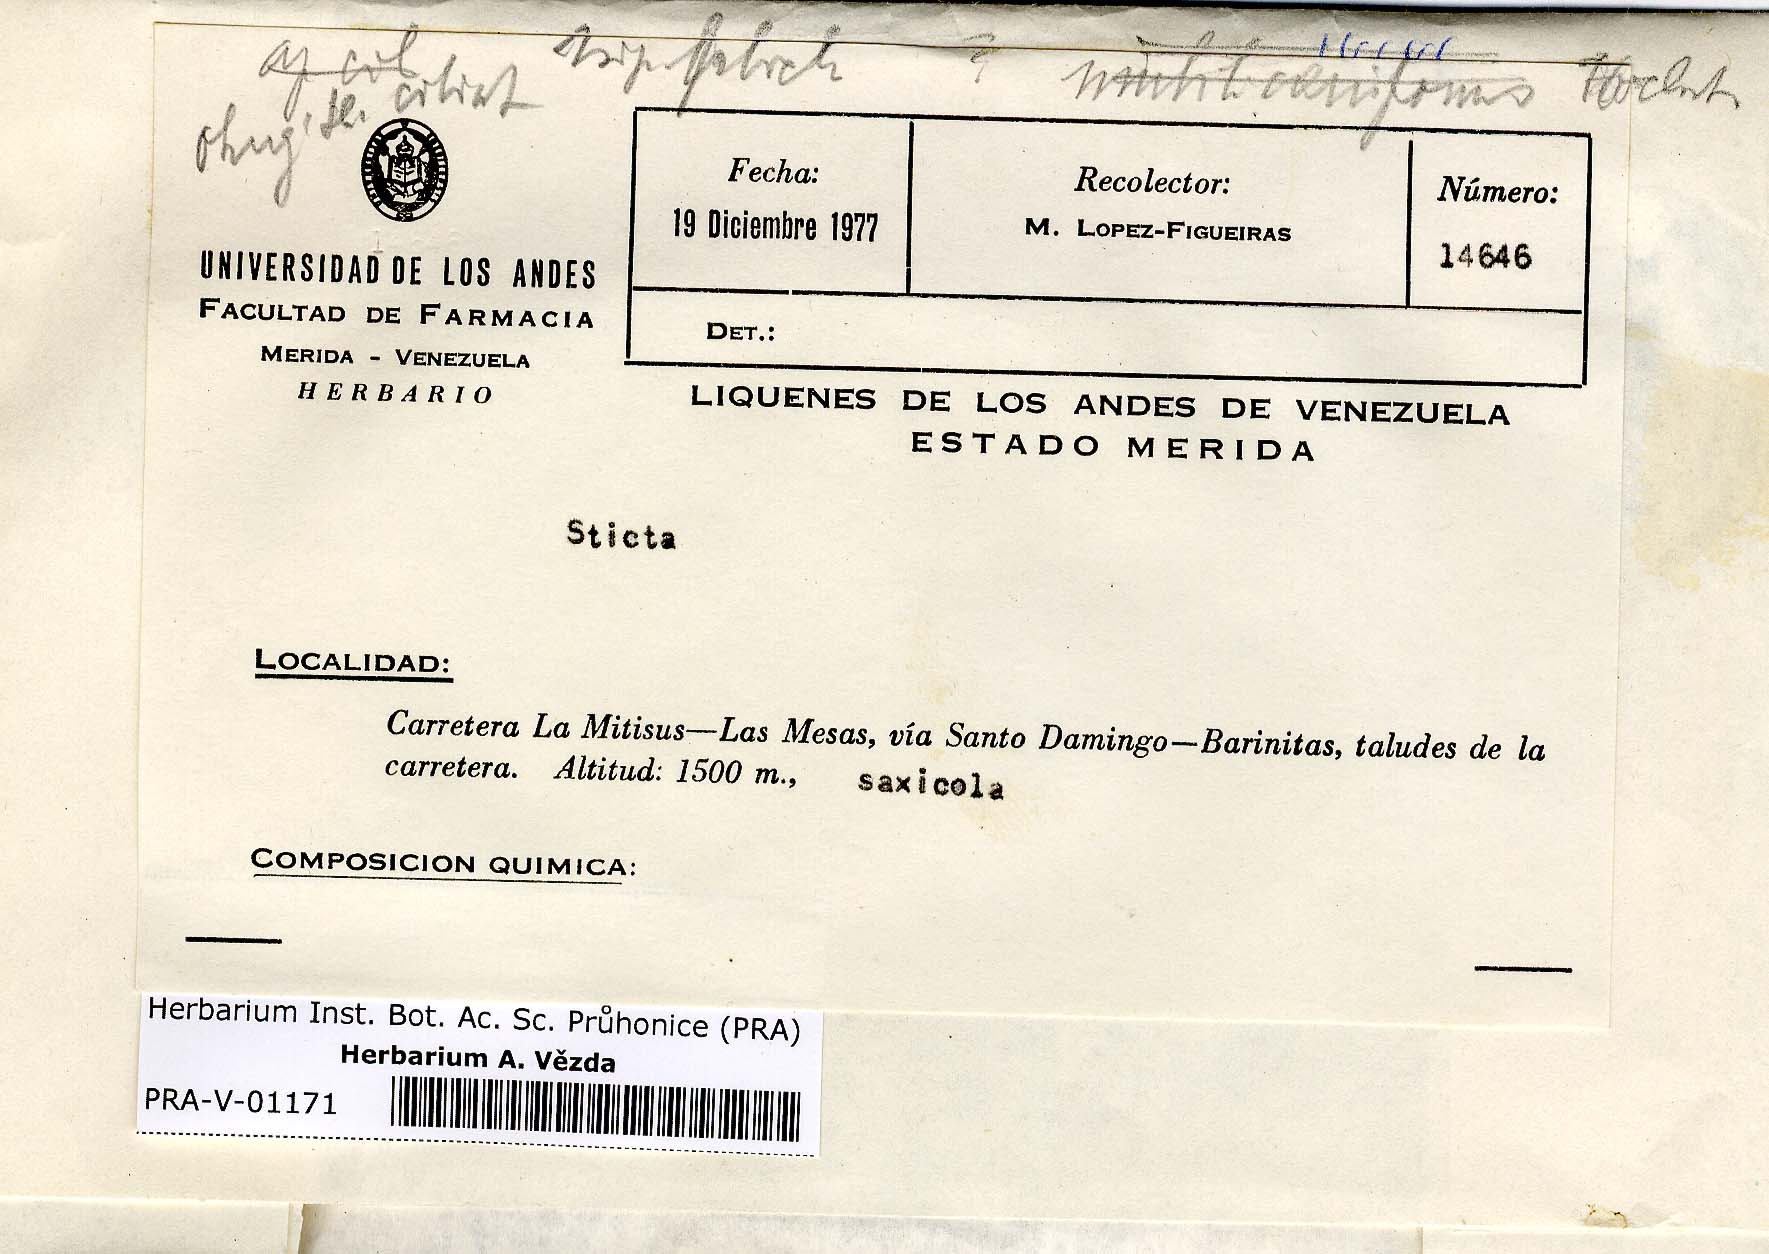 Fecha:
19 Diciembre 1977
Recolector:
M. LOPEZ-FIGUEIRAS
Número:
14646
DET.:
UNIVERSIDAD DE LOS ANDES
FACULTAD DE FARMACIA
MERIDA - VENEZUELA
HERBARIO
LIQUENES DE LOS ANDES DE VENEZUELA
ESTADO MERIDA
Sticta
LOCALIDAD:
Carretera La Mitisus—Las Mesas, vía Santo Damingo—Barinitas, taludes de la
carretera. Altitud: 1500 m., saxicola
COMPOSICION QUIMICA:
Herbarium Inst. Bot. Ac. Sc. Průhonice (PRA)
Herbarium A. Vězda
PRA-V-01171